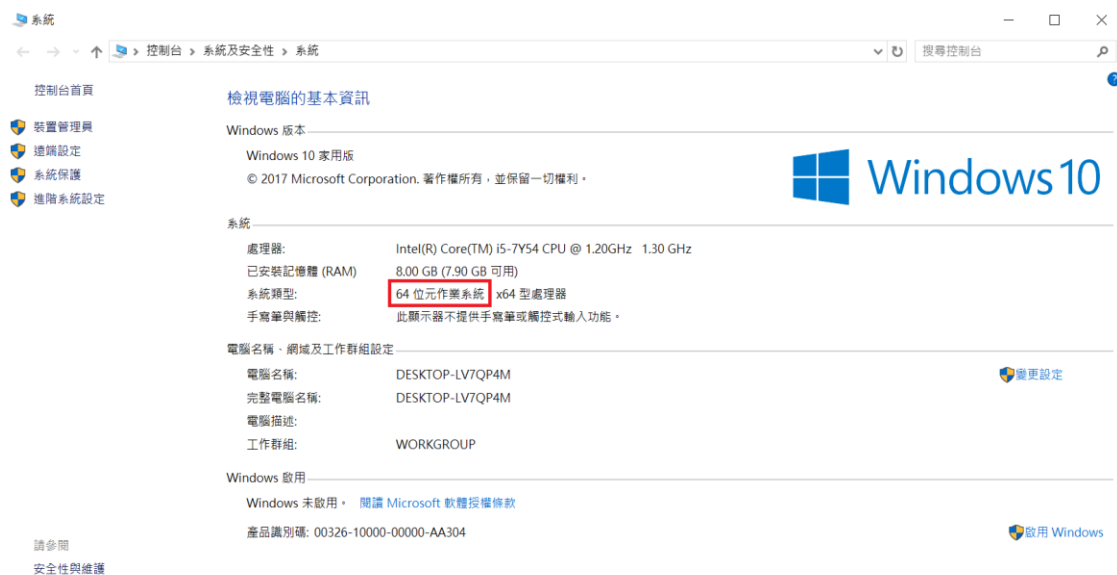 系統
控制台 › 系統及安全性 › 系統
搜尋控制台
控制台首頁
裝置管理員
遠端設定
系統保護
進階系統設定
檢視電腦的基本資訊
Windows 版本
Windows 10 家用版
© 2017 Microsoft Corporation. 著作權所有，並保留一切權利。
Windows 10
系統
處理器: Intel(R) Core(TM) i5-7Y54 CPU @ 1.20GHz 1.30 GHz
已安裝記憶體 (RAM) 8.00 GB (7.90 GB 可用)
系統類型: 64 位元作業系統 x64 型處理器
手寫筆與觸控: 此顯示器不提供手寫筆或觸控式輸入功能。
電腦名稱、網域及工作群組設定
電腦名稱: DESKTOP-LV7QP4M 變更設定
完整電腦名稱: DESKTOP-LV7QP4M
電腦描述:
工作群組: WORKGROUP
Windows 啟用
Windows 未啟用。 閱讀 Microsoft 軟體授權條款
產品識別碼: 00326-10000-00000-AA304 啟用 Windows
請參閱
安全性與維護